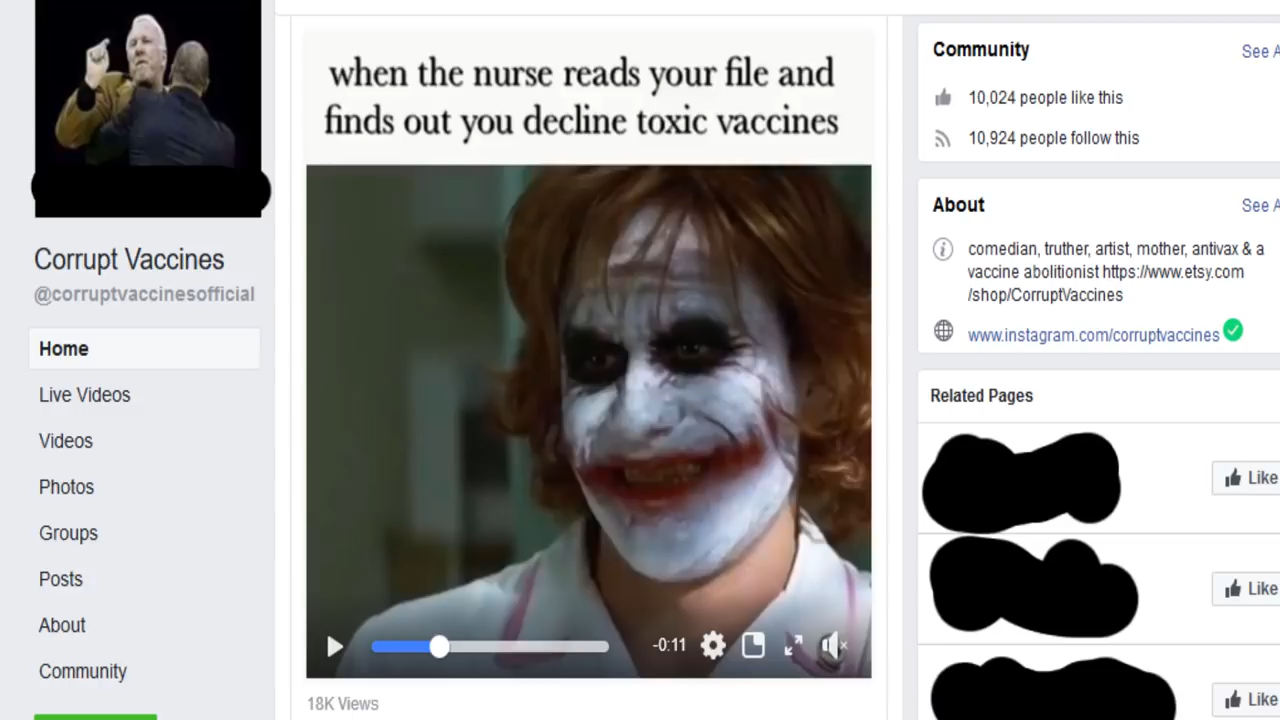 Corrupt Vaccines
@corruptvaccinesofficial
Home
Live Videos
Videos
Photos
Groups
Posts
About
Community
when the nurse reads your file and
finds out you decline toxic vaccines
-0:11
18K Views
Community
See A
10,024 people like this
10,924 people follow this
About
See A
comedian, truther, artist, mother, antivax & a
vaccine abolitionist https://www.etsy.com
/shop/CorruptVaccines
www.instagram.com/corruptvaccines
Related Pages
Like
Like
Like